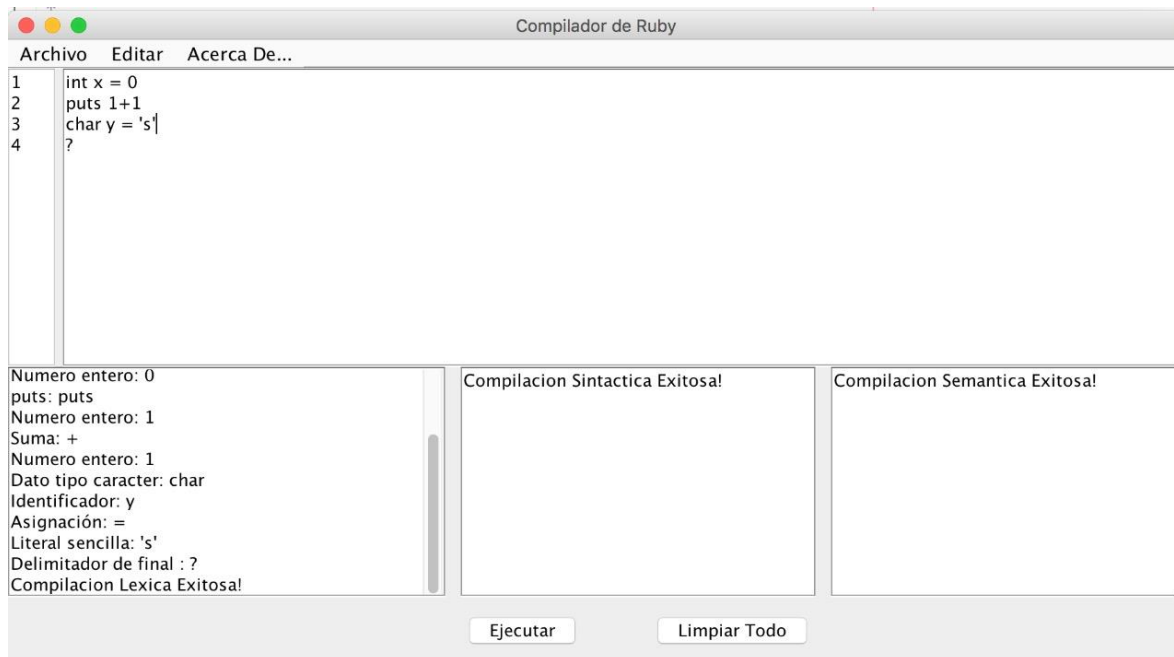 Compilador de Ruby
Archivo Editar Acerca De...
1 int x = 0
2 puts 1+1
3 char y = 's'
4 ?
Numero entero: 0
puts: puts
Numero entero: 1
Suma: +
Numero entero: 1
Dato tipo caracter: char
Identificador: y
Asignación: =
Literal sencilla: 's'
Delimitador de final : ?
Compilacion Lexica Exitosa!
Compilacion Sintactica Exitosa!
Compilacion Semantica Exitosa!
Ejecutar Limpiar Todo